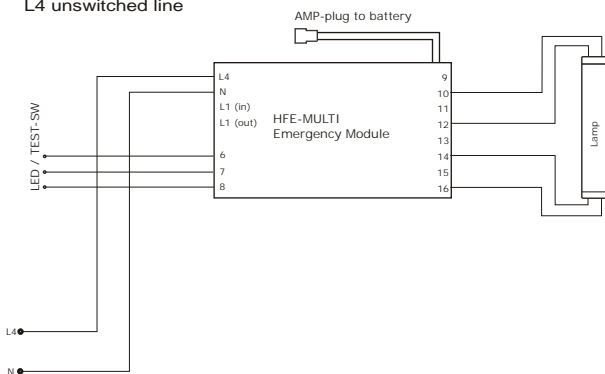 L4 unswitched line
AMP-plug to battery
L4
N
L1 (in)
L1 (out)
6
7
8
HFE-MULTI
Emergency Module
9
10
11
12
13
14
15
16
Lamp
LED / TEST-SW
L4
N